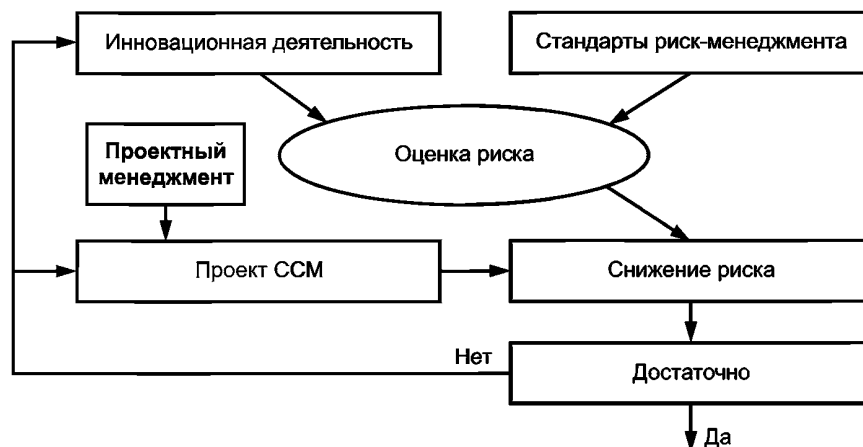 Инновационная деятельность
Стандарты риск-менеджмента
Проектный
менеджмент
Оценка риска
Проект ССМ
Снижение риска
Нет
Достаточно
Да